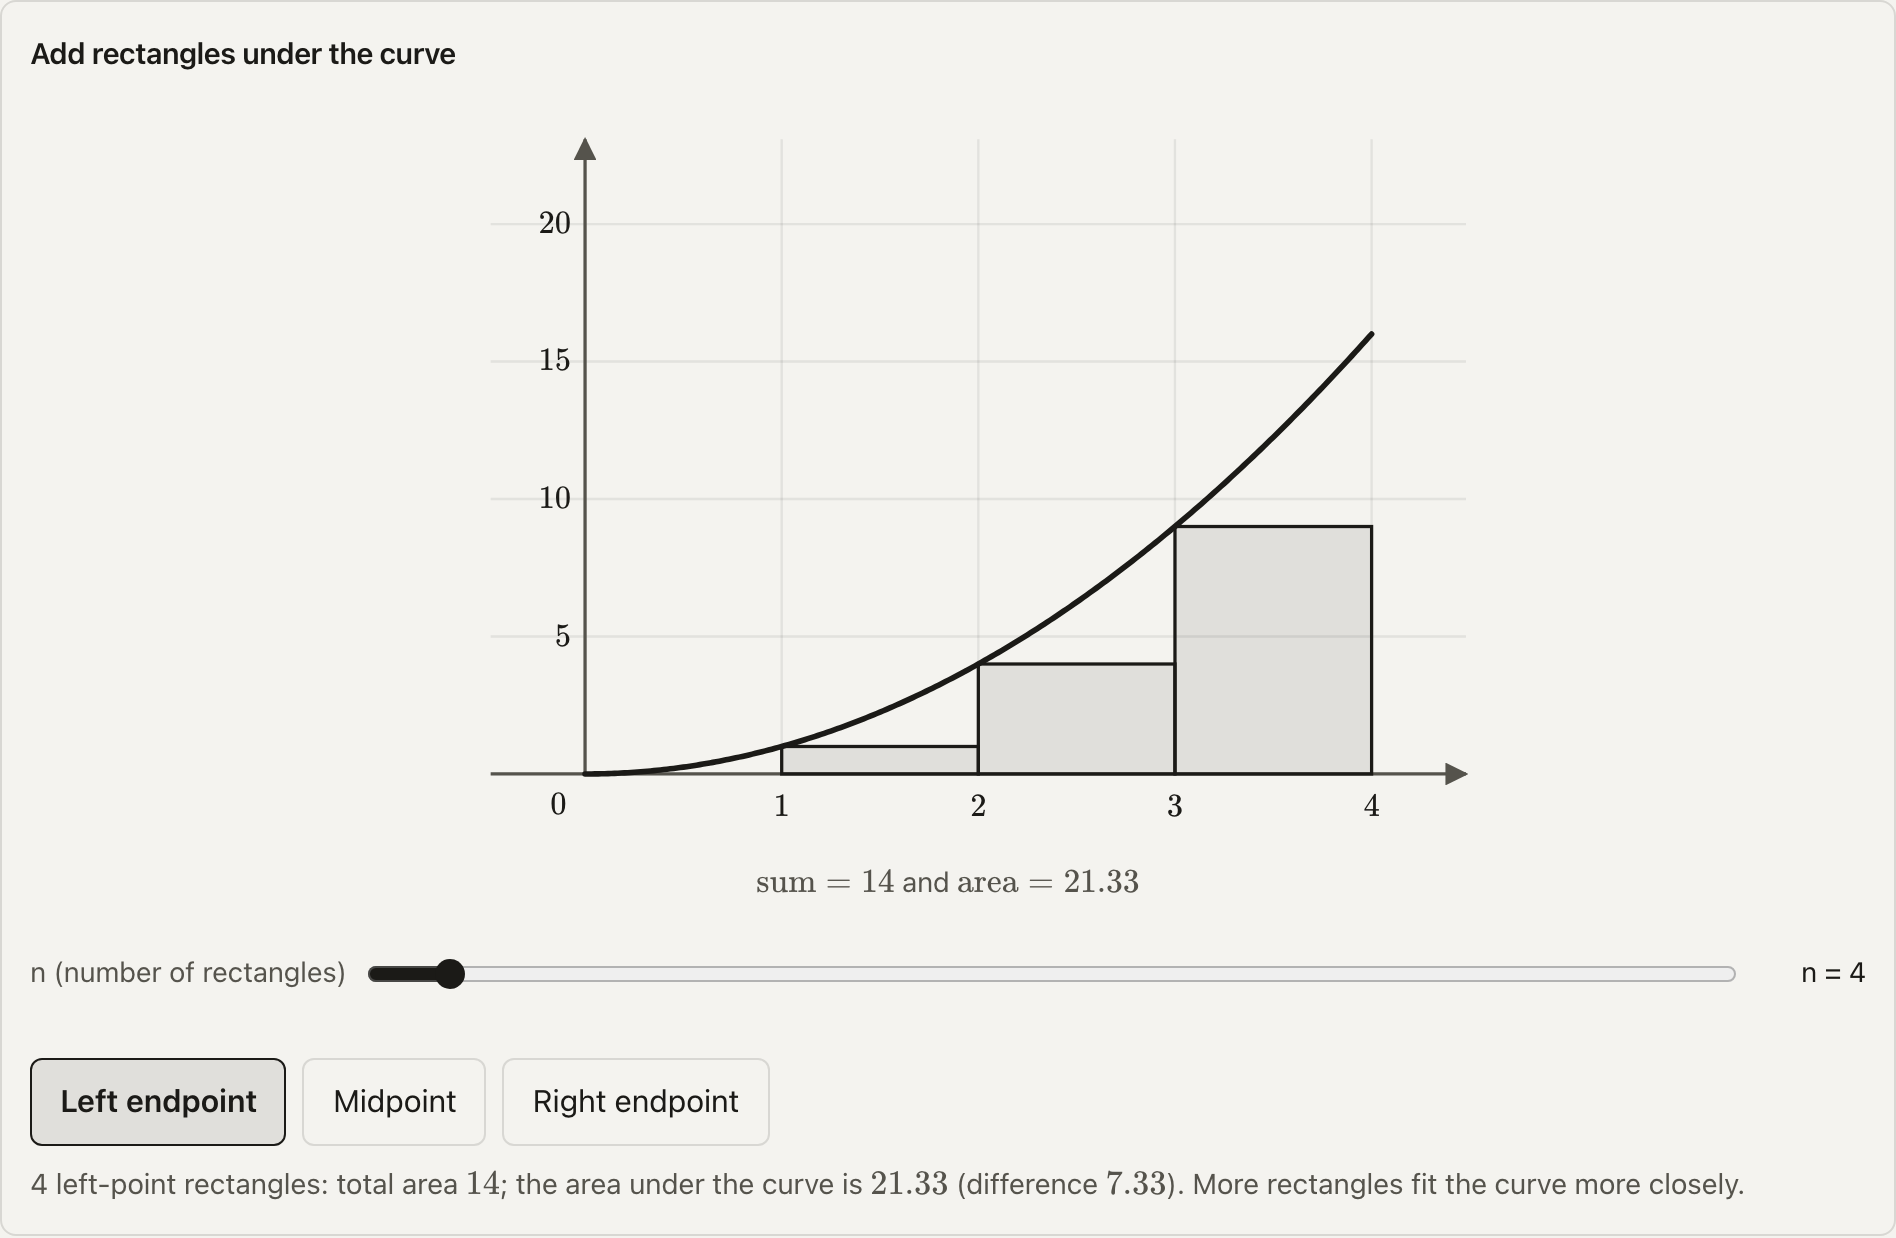 Add rectangles under the curve
20
15
10
5
0 1 2 3 4
sum = 14 and area = 21.33
n (number of rectangles) n = 4
Left endpoint Midpoint Right endpoint
4 left-point rectangles: total area 14; the area under the curve is 21.33 (difference 7.33). More rectangles fit the curve more closely.